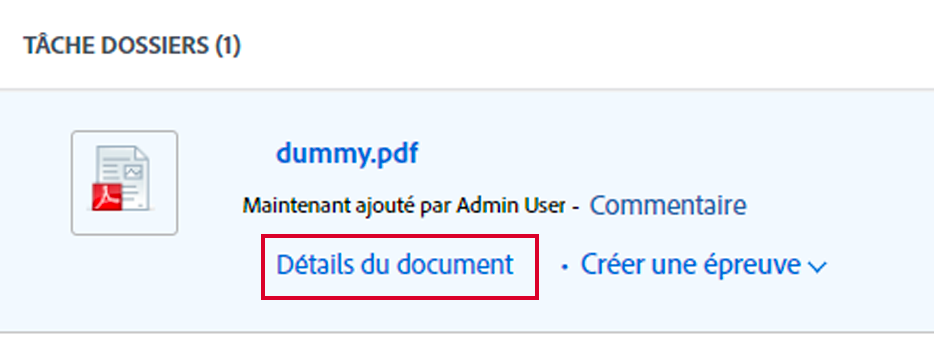 TÂCHE DOSSIERS (1)
dummy.pdf
Maintenant ajouté par Admin User - Commentaire
Détails du document • Créer une épreuve